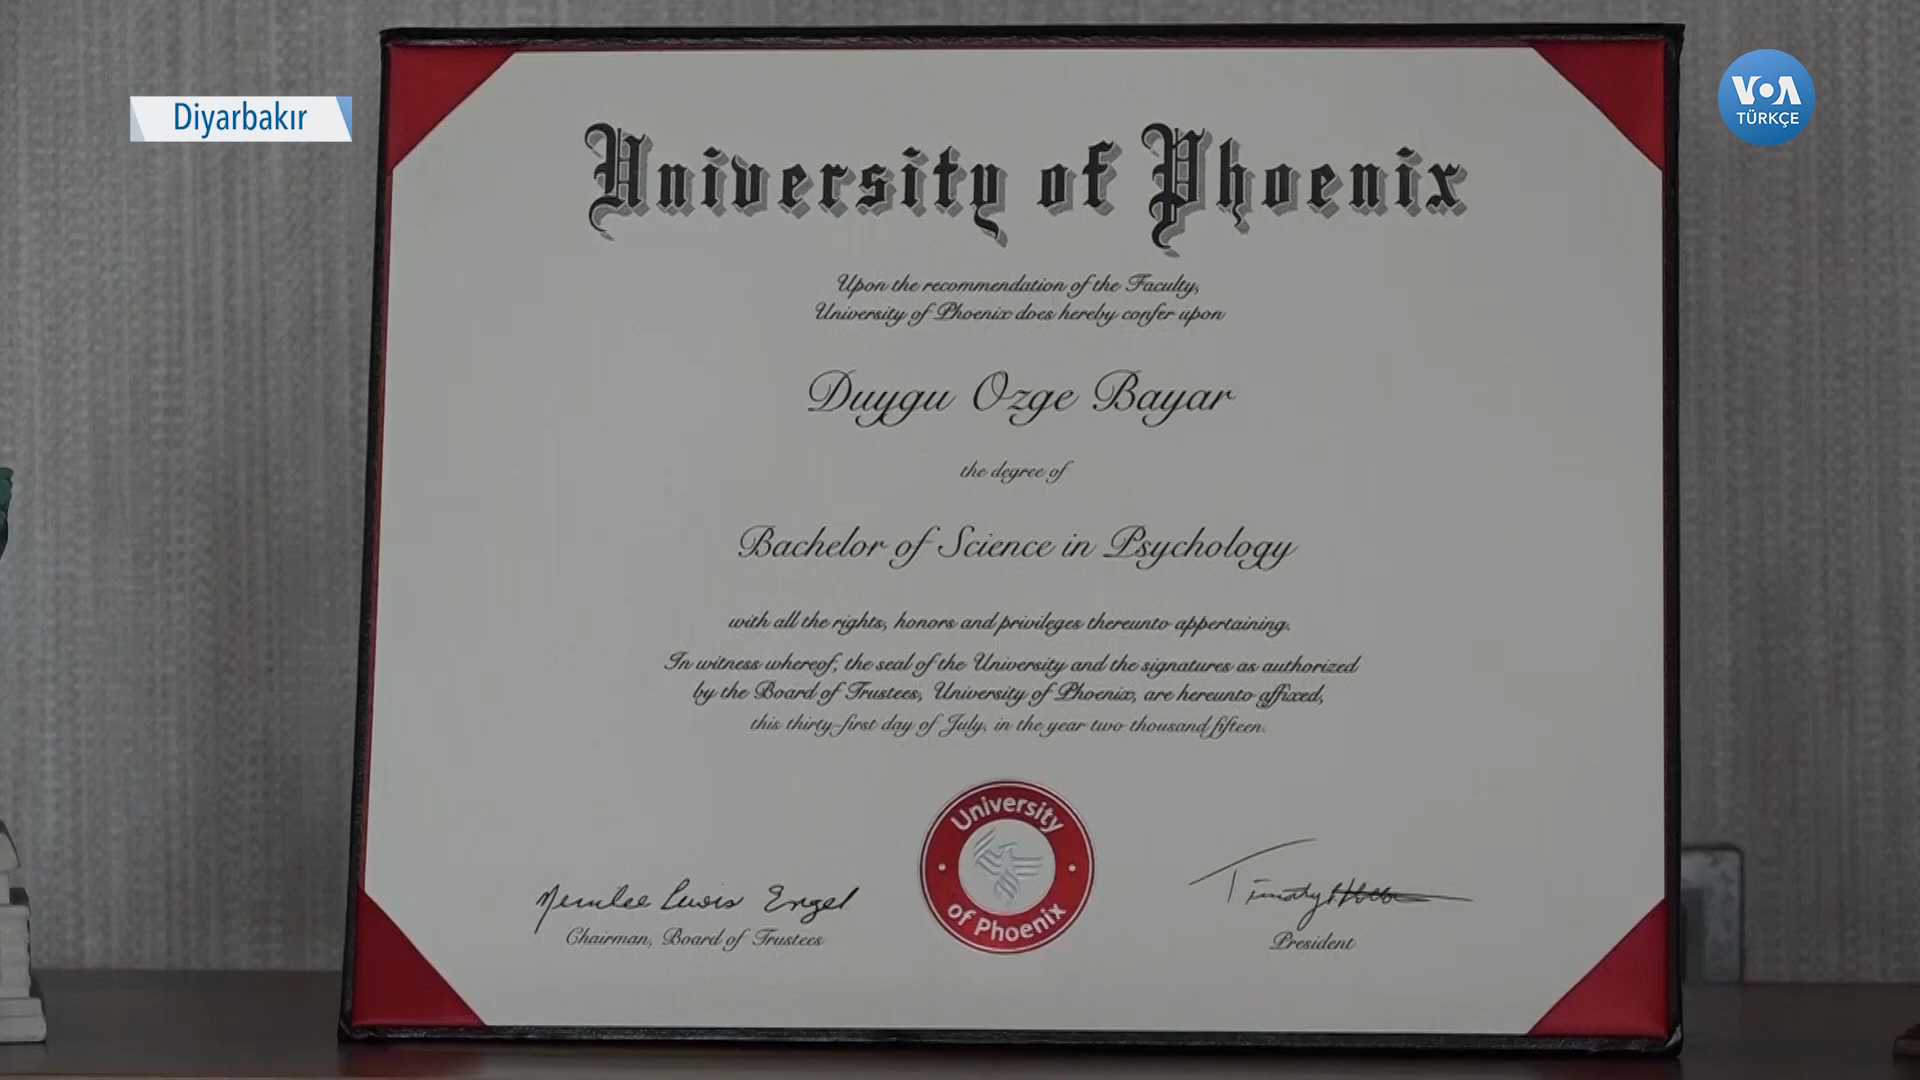 Diyarbakır
VOA
TÜRKÇE
University of Phoenix
Upon the recommendation of the Faculty,
University of Phoenix does hereby confer upon
Duygu Ozge Bayar
the degree of
Bachelor of Science in Psychology
with all the rights, honors and privileges thereunto appertaining.
In witness whereof, the seal of the University and the signatures as authorized
by the Board of Trustees, University of Phoenix, are hereunto affixed,
this thirty-first day of July, in the year two thousand fifteen.
University
of Phoenix
Engel
Chairman, Board of Trustees
Timothy
President